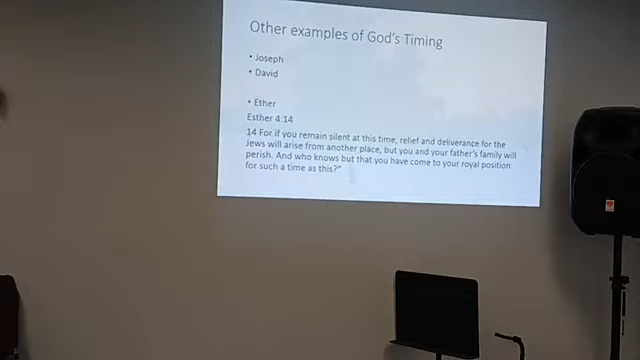 Other examples of God's Timing
• Joseph
• David
• Ether
Esther 4:14
14 For if you remain silent at this time, relief and deliverance for the
Jews will arise from another place, but you and your father's family will
perish. And who knows but that you have come to your royal position
for such a time as this?"